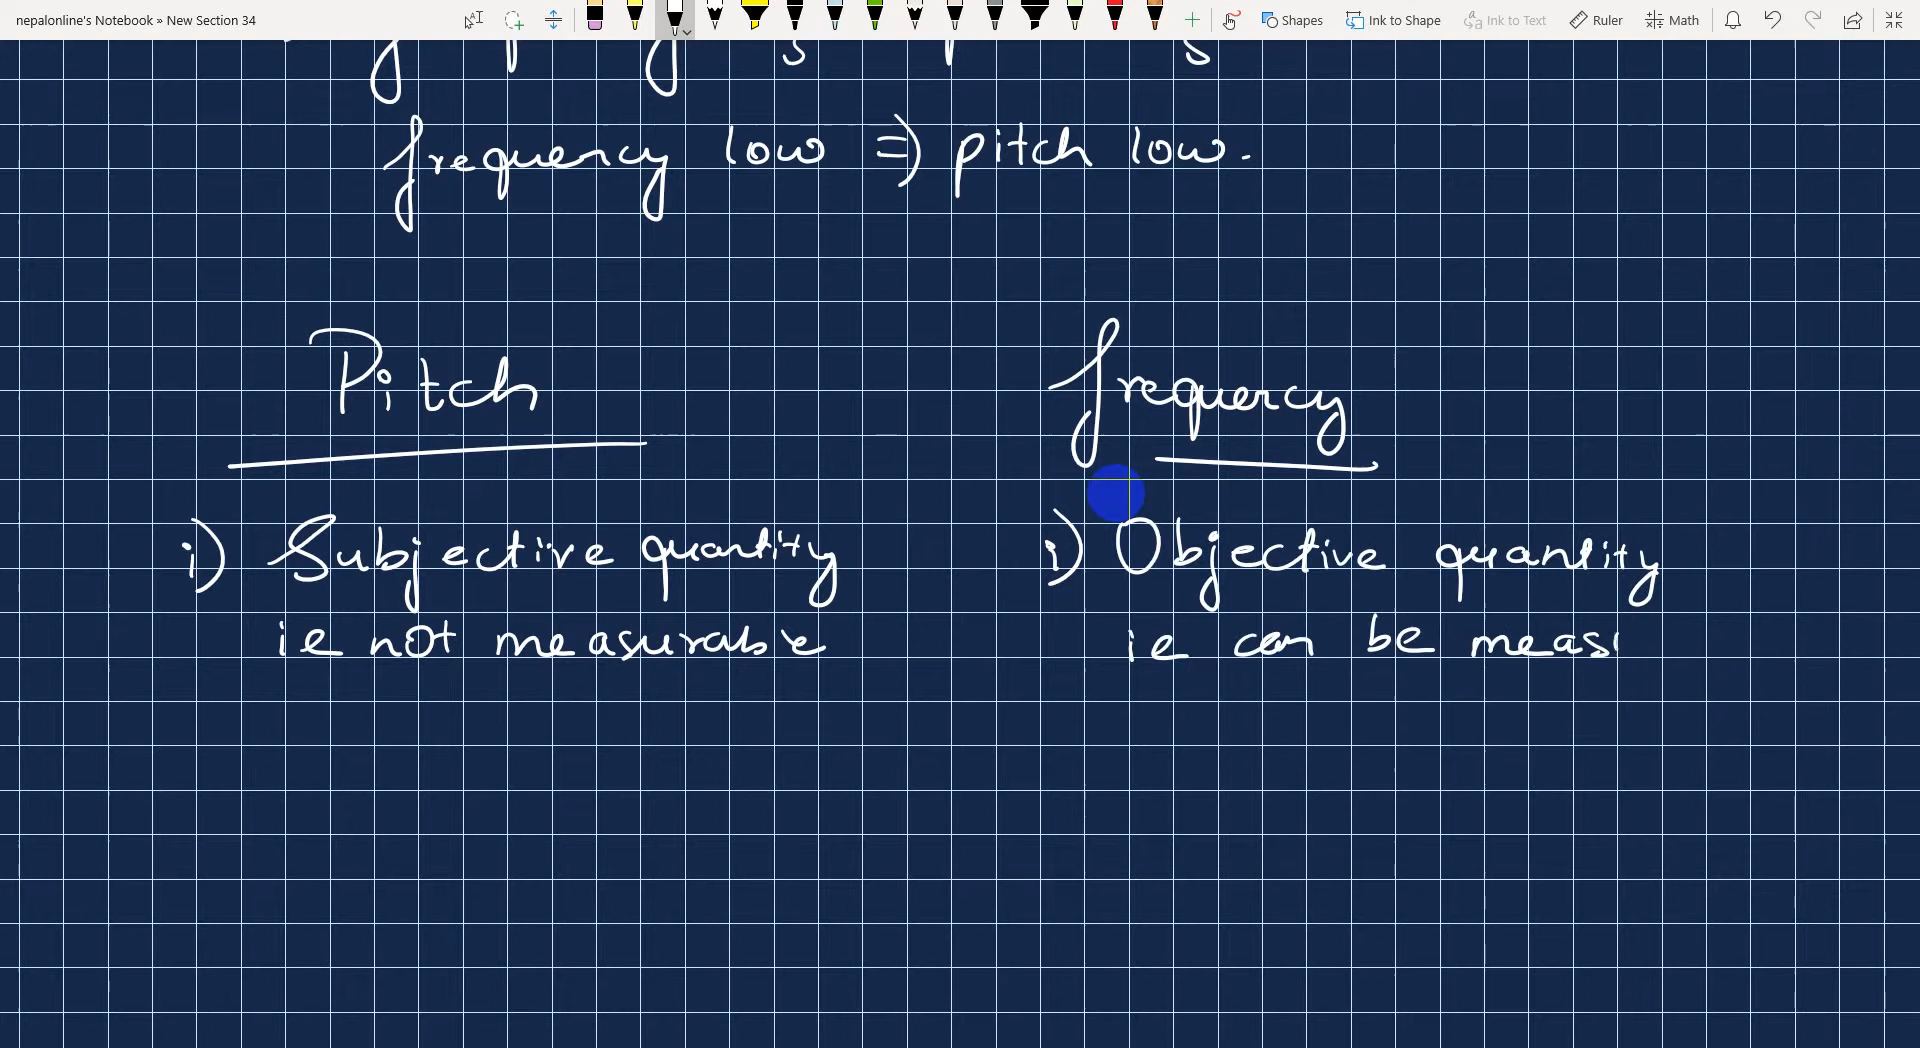 nepalonline's Notebook » New Section 34
Shapes Ink to Shape Ink to Text Ruler Math
frequency low => pitch low.
Pitch frequency
i) Subjective quantity i) Objective quantity
ie not measurable ie can be meas